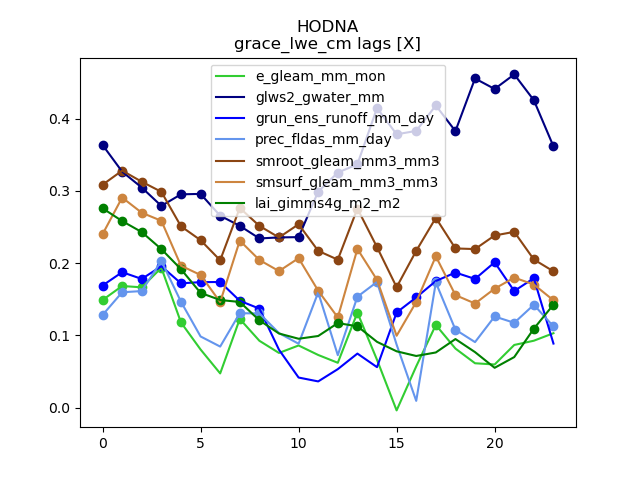 HODNA
grace_lwe_cm lags [X]
e_gleam_mm_mon
glws2_gwater_mm
grun_ens_runoff_mm_day
prec_fldas_mm_day
smroot_gleam_mm3_mm3
smsurf_gleam_mm3_mm3
lai_gimms4g_m2_m2
0.4
0.3
0.2
0.1
0.0
0 5 10 15 20